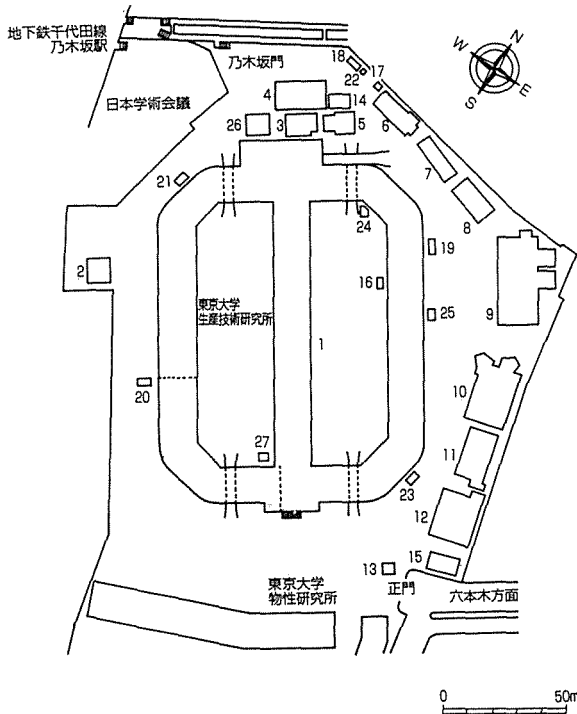 地下鉄千代田線
乃木坂駅
乃木坂門
日本学術会議
N
W
E
S
18
22
17
4
14
6
26
3
5
7
8
21
24
19
2
16
9
東京大学
生産技術研究所
25
1
20
10
27
11
23
12
13
15
東京大学
物性研究所
正門
六本木方面
0 50m